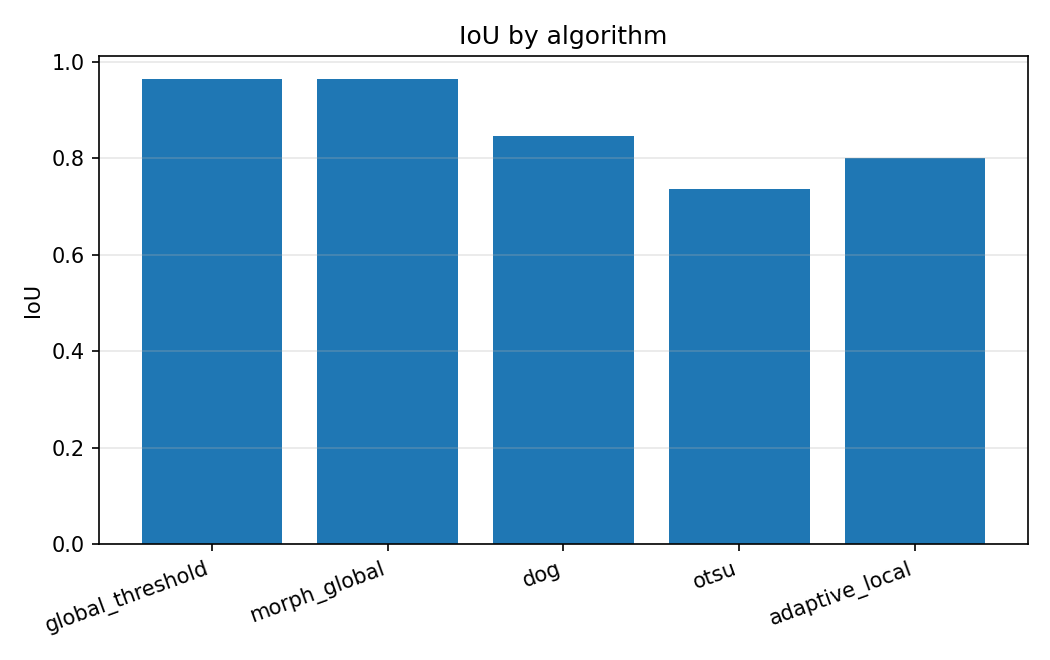 IoU by algorithm
1.0
0.8
0.6
0.4
0.2
0.0
IoU
global_threshold
morph_global
dog
otsu
adaptive_local